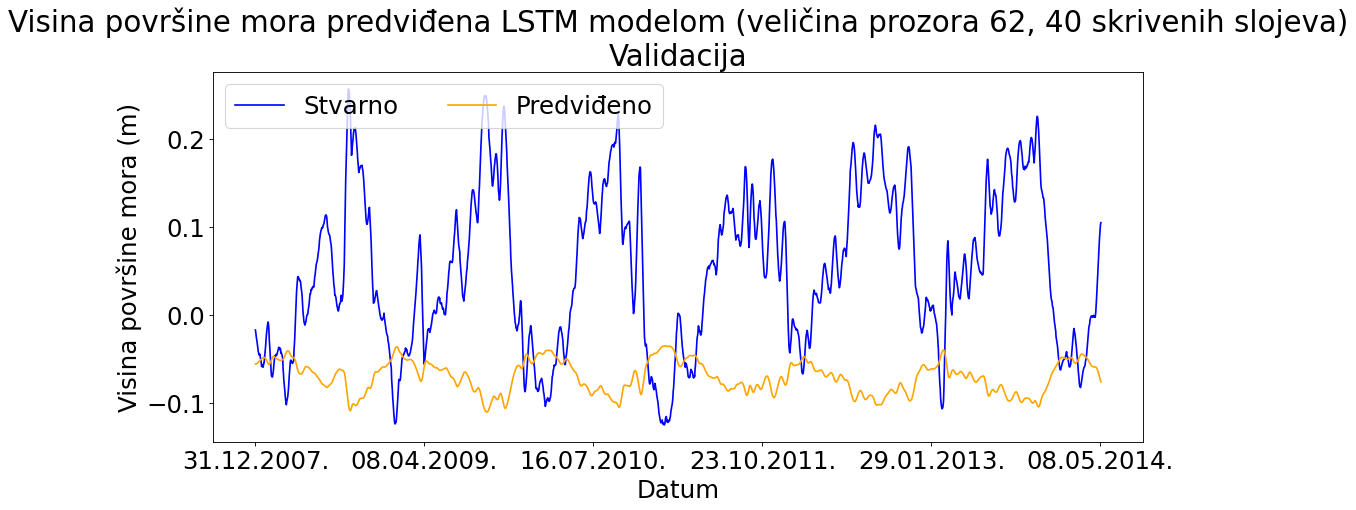 Visina površine mora predviđena LSTM modelom (veličina prozora 62, 40 skrivenih slojeva)
Validacija
Stvarno Predviđeno
Visina površine mora (m)
0.2
0.1
0.0
−0.1
31.12.2007. 08.04.2009. 16.07.2010. 23.10.2011. 29.01.2013. 08.05.2014.
Datum